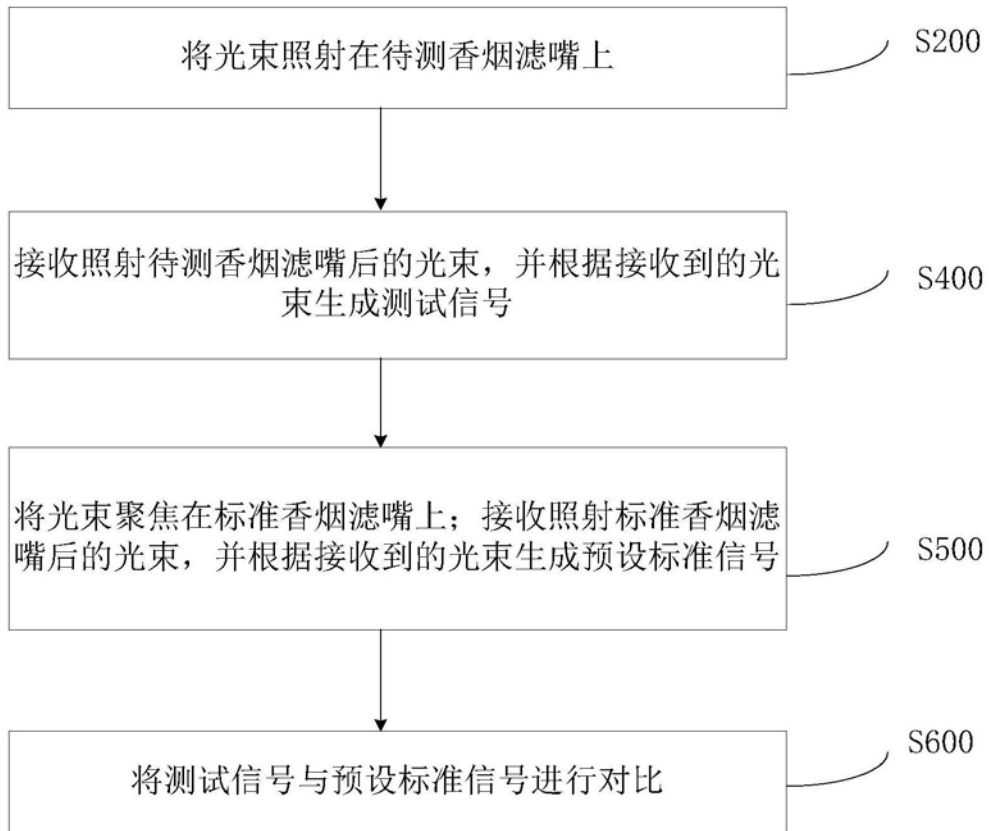 将光束照射在待测香烟滤嘴上
S200
接收照射待测香烟滤嘴后的光束，并根据接收到的光
束生成测试信号
S400
将光束聚焦在标准香烟滤嘴上；接收照射标准香烟滤
嘴后的光束，并根据接收到的光束生成预设标准信号
S500
将测试信号与预设标准信号进行对比
S600